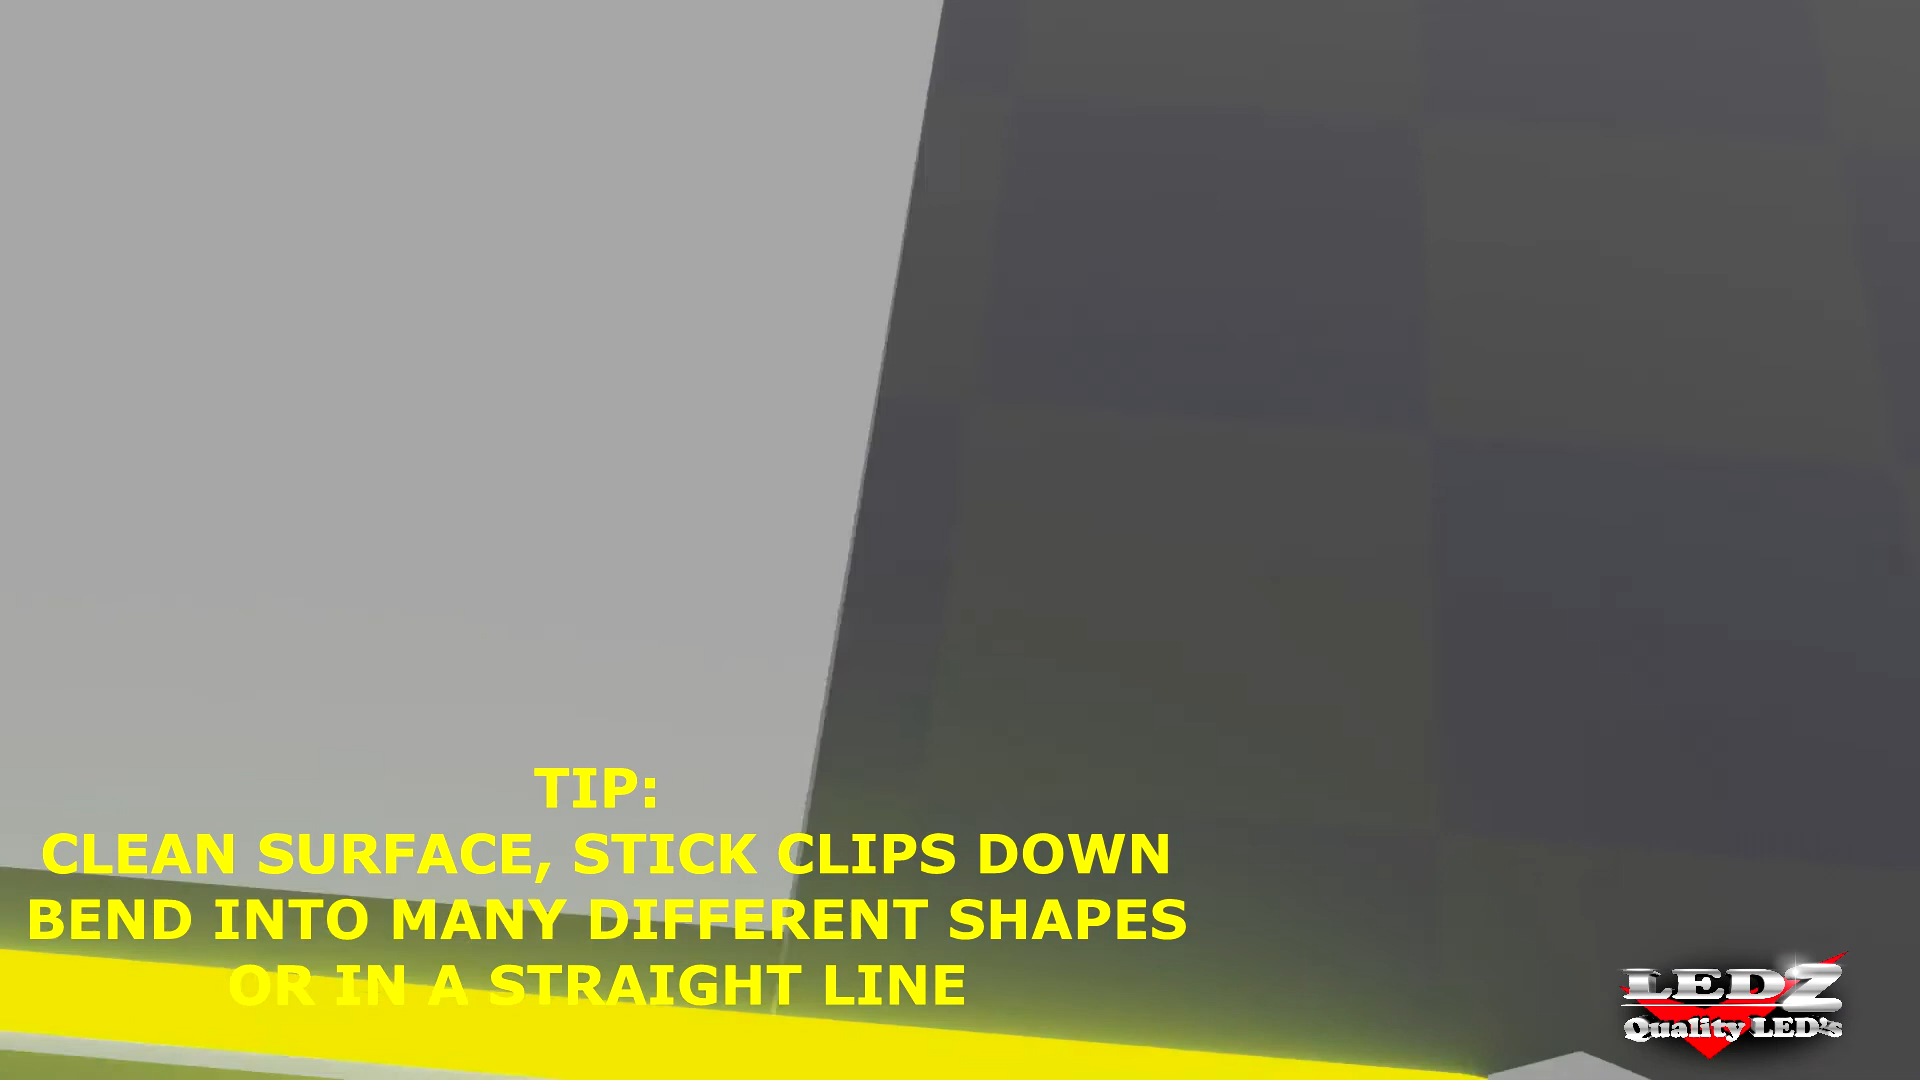 TIP:
CLEAN SURFACE, STICK CLIPS DOWN
BEND INTO MANY DIFFERENT SHAPES
OR IN A STRAIGHT LINE
LEDZ
Quality LED's